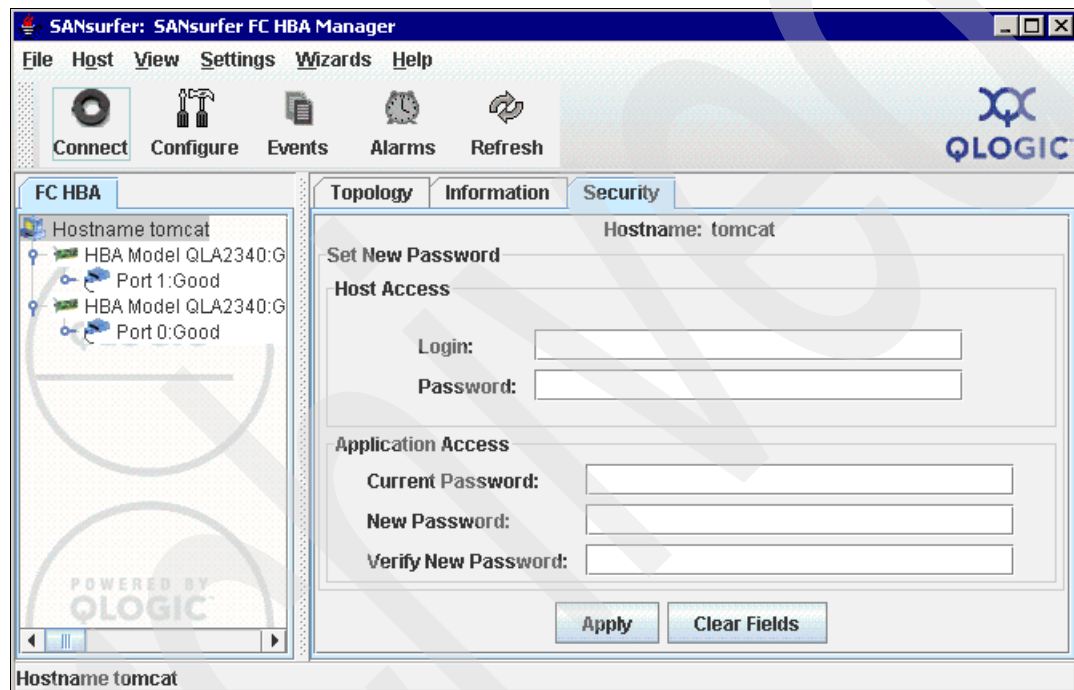 SANsurfer: SANsurfer FC HBA Manager
File Host View Settings Wizards Help
Connect Configure Events Alarms Refresh
QLOGIC
FC HBA
Hostname tomcat
HBA Model QLA2340:G
Port 1:Good
HBA Model QLA2340:G
Port 0:Good
POWERED BY
QLOGIC
Topology Information Security
Hostname: tomcat
Set New Password
Host Access
Login:
Password:
Application Access
Current Password:
New Password:
Verify New Password:
Apply Clear Fields
Hostname tomcat